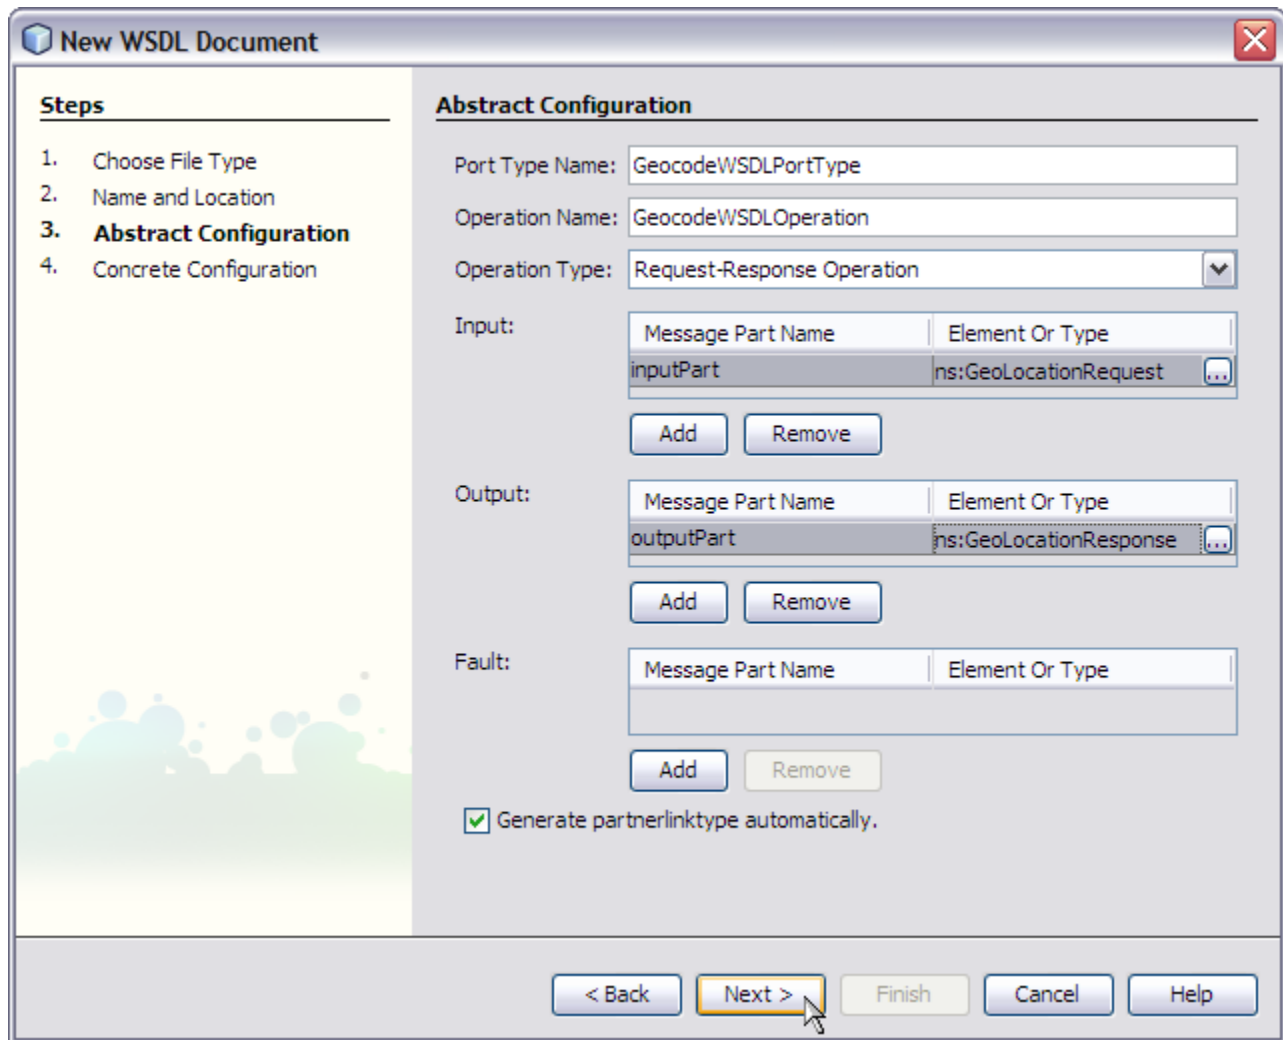 New WSDL Document
Steps
1. Choose File Type
2. Name and Location
3. Abstract Configuration
4. Concrete Configuration
Abstract Configuration
Port Type Name: GeocodeWSDLPortType
Operation Name: GeocodeWSDLOperation
Operation Type: Request-Response Operation
Input:
Message Part Name Element Or Type
inputPart ns:GeoLocationRequest ...
Add Remove
Output:
Message Part Name Element Or Type
outputPart ns:GeoLocationResponse ...
Add Remove
Fault:
Message Part Name Element Or Type
Add Remove
Generate partnerlinktype automatically.
< Back Next > Finish Cancel Help